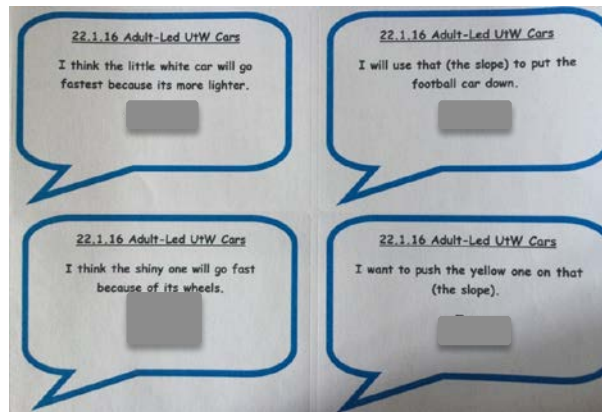 22.1.16 Adult-Led UtW Cars
I think the little white car will go
fastest because its more lighter.
22.1.16 Adult-Led UtW Cars
I will use that (the slope) to put the
football car down.
22.1.16 Adult-Led UtW Cars
I think the shiny one will go fast
because of its wheels.
22.1.16 Adult-Led UtW Cars
I want to push the yellow one on that
(the slope).